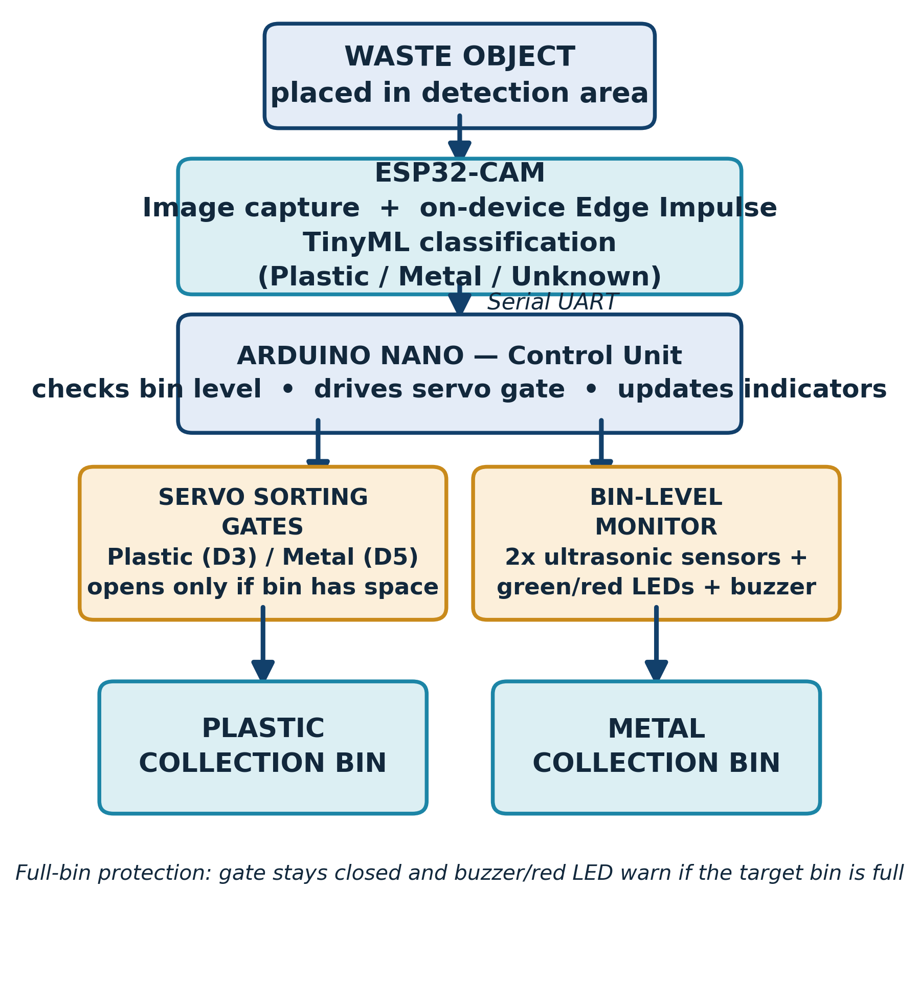 WASTE OBJECT
placed in detection area
ESP32-CAM
Image capture + on-device Edge Impulse
TinyML classification
(Plastic / Metal / Unknown)
Serial UART
ARDUINO NANO — Control Unit
checks bin level • drives servo gate • updates indicators
SERVO SORTING
GATES
Plastic (D3) / Metal (D5)
opens only if bin has space
BIN-LEVEL
MONITOR
2x ultrasonic sensors +
green/red LEDs + buzzer
PLASTIC
COLLECTION BIN
METAL
COLLECTION BIN
Full-bin protection: gate stays closed and buzzer/red LED warn if the target bin is full